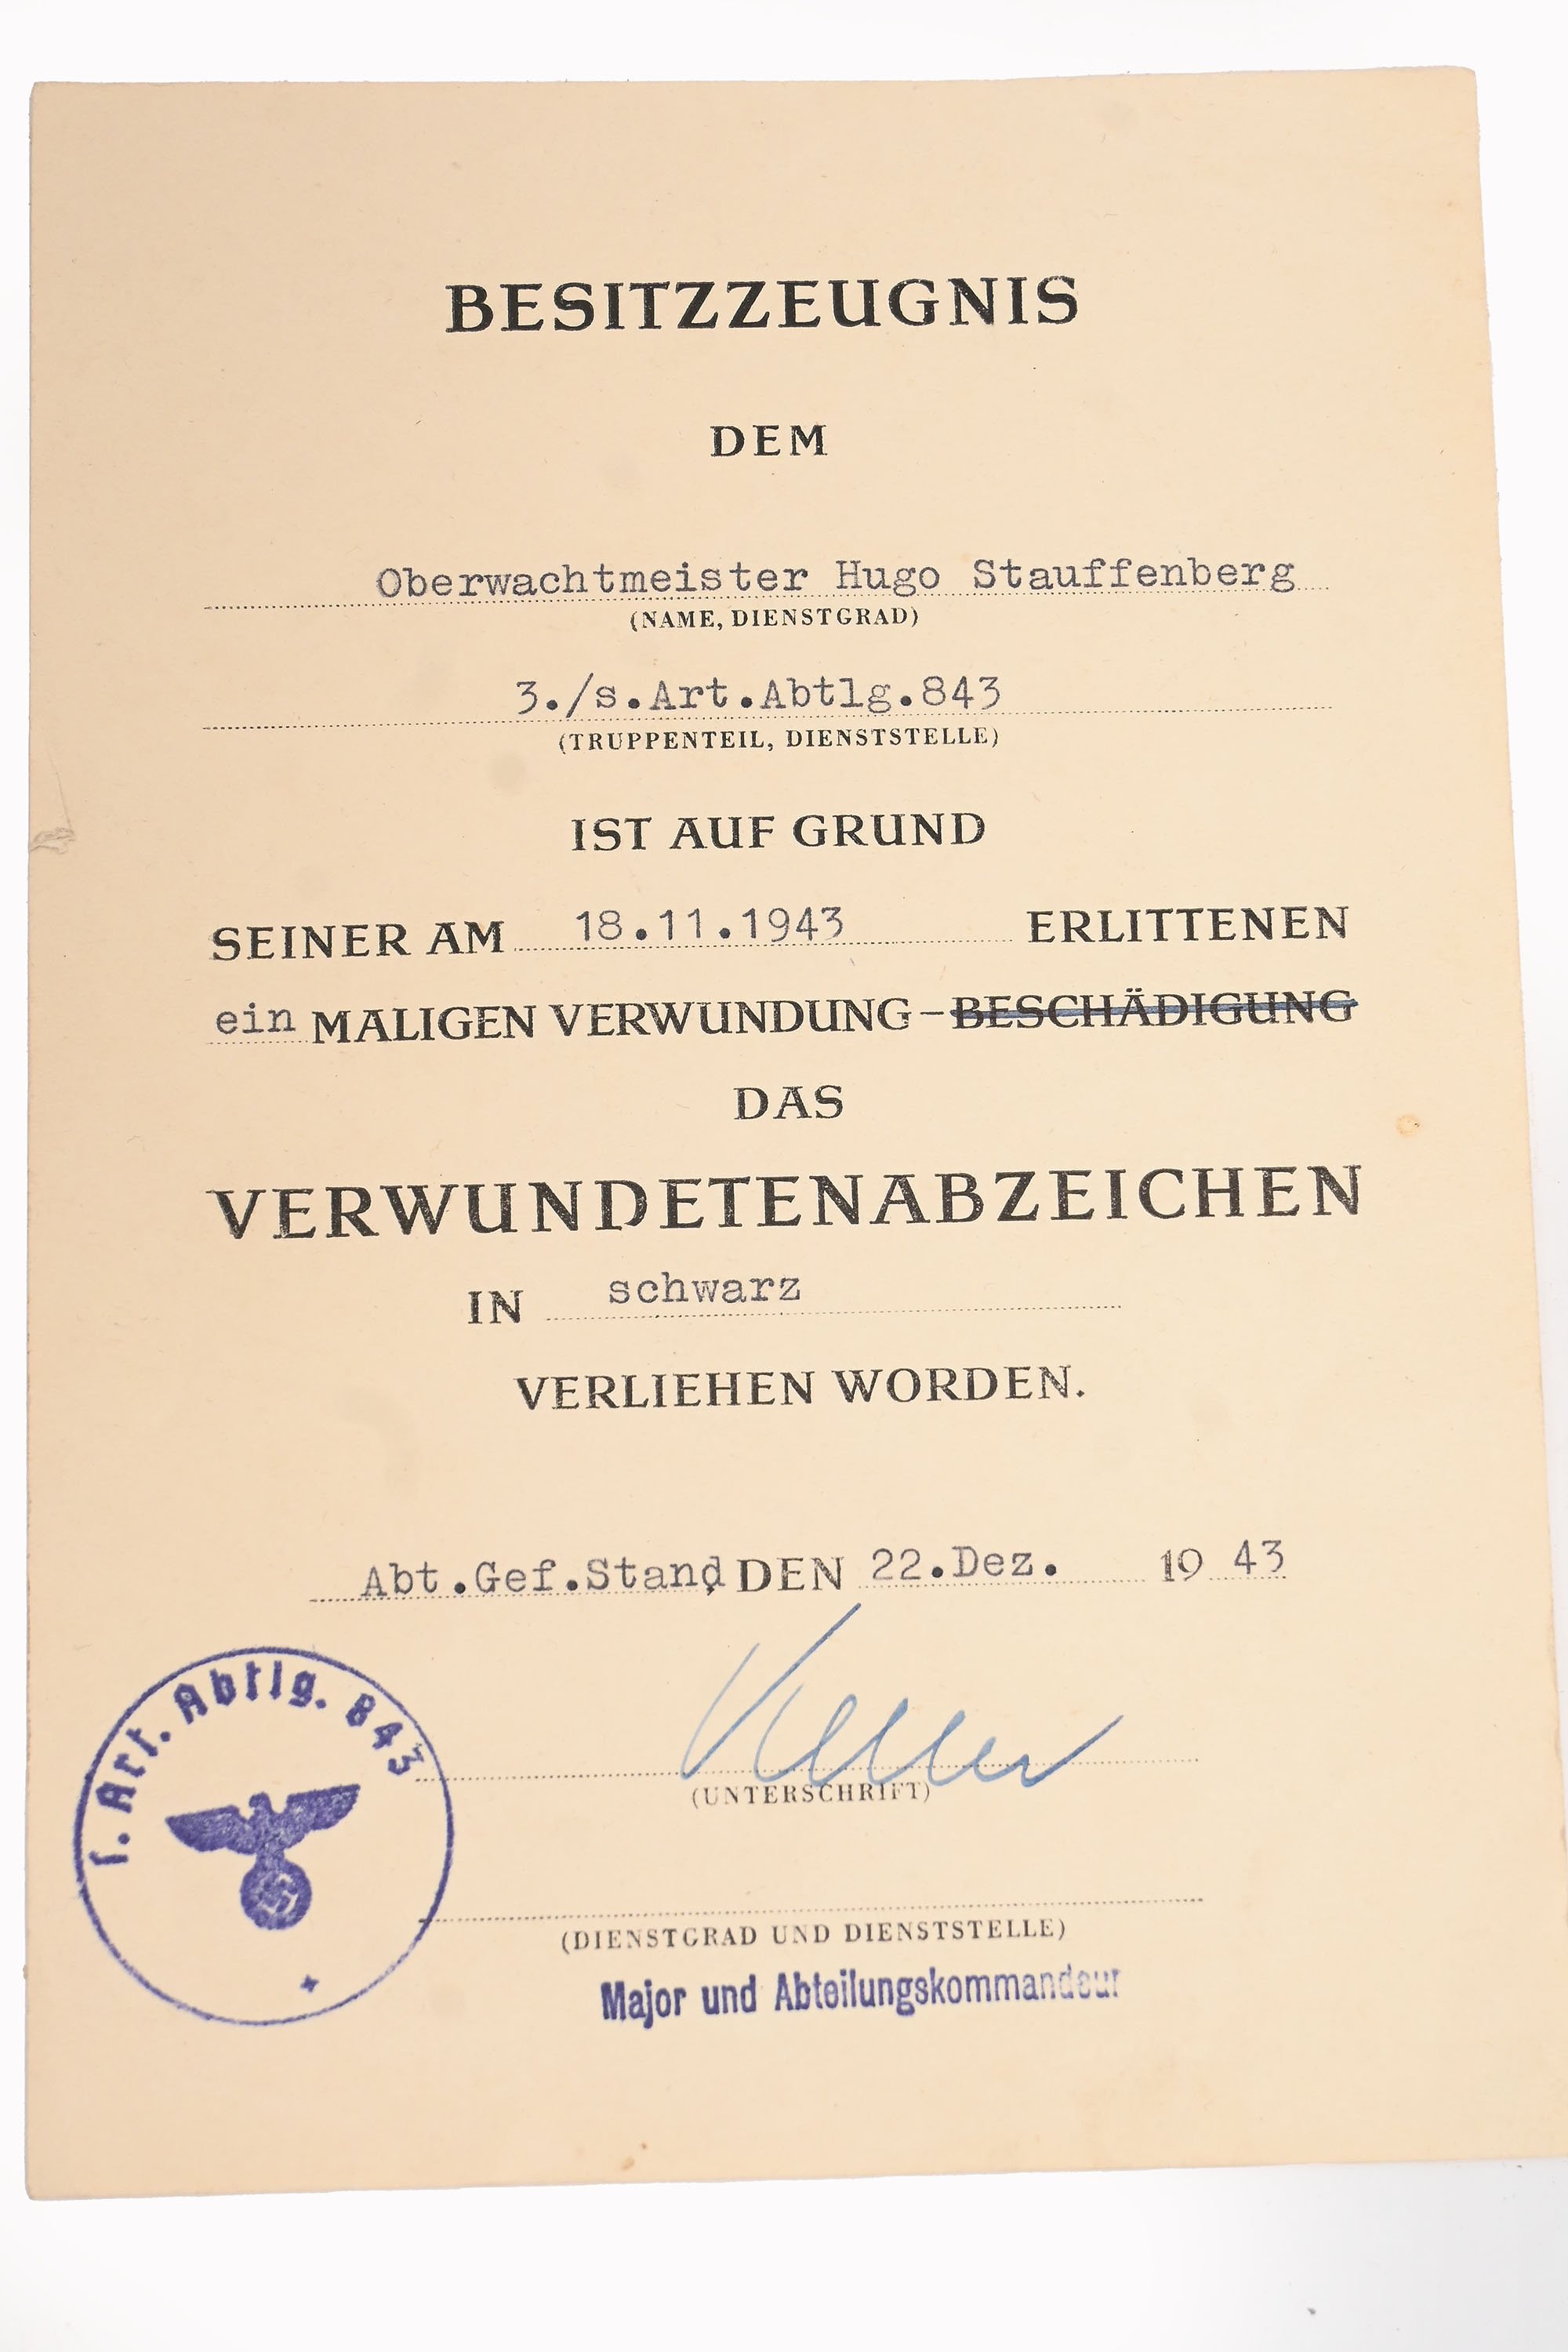 BESITZZEUGNIS
DEM
Oberwachtmeister Hugo Stauffenberg
(NAME, DIENSTGRAD)
3./s.Art.Abtlg.843
(TRUPPENTEIL, DIENSTSTELLE)
IST AUF GRUND
SEINER AM 18.11.1943 ERLITTENEN
ein MALIGEN VERWUNDUNG – BESCHÄDIGUNG
DAS
VERWUNDETENABZEICHEN
IN schwarz
VERLIEHEN WORDEN.
Abt.Gef.Stand, DEN 22.Dez. 19 43
ſ. Art. Abtlg. 843
Keller
(UNTERSCHRIFT)
(DIENSTGRAD UND DIENSTSTELLE)
Major und Abteilungskommandeur